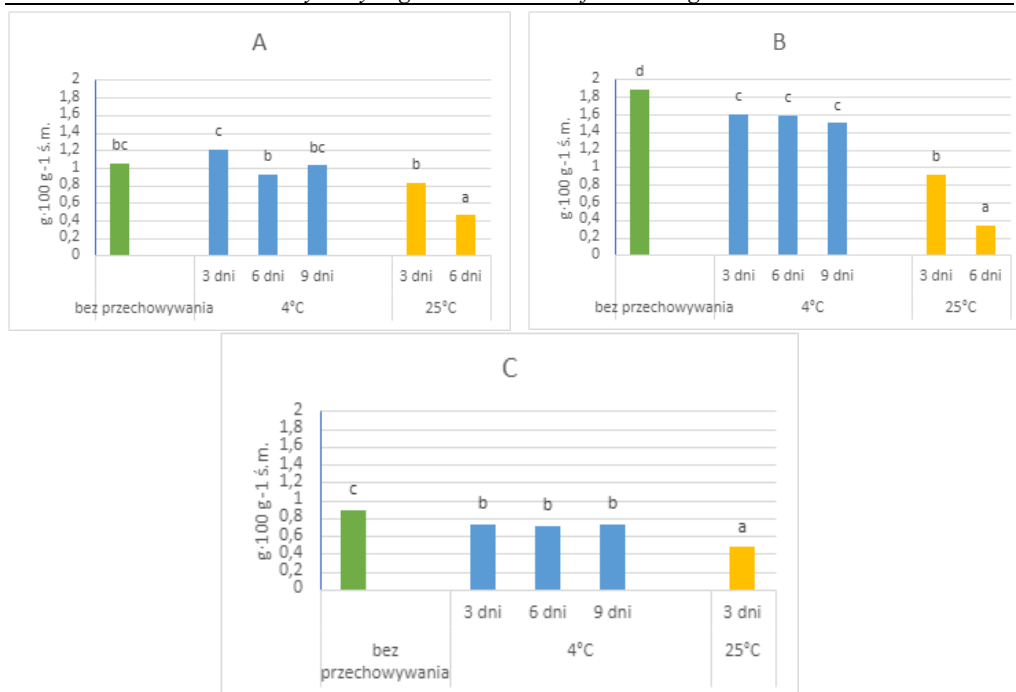 A
g·100 g-1 ś.m.
2
1,8
1,6
1,4
1,2
1
0,8
0,6
0,4
0,2
0
bc
c
b
bc
b
a
3 dni 6 dni 9 dni 3 dni 6 dni
bez przechowywania 4°C 25°C
B
g·100 g-1 ś.m.
2
1,8
1,6
1,4
1,2
1
0,8
0,6
0,4
0,2
0
d
c
c
c
b
a
3 dni 6 dni 9 dni 3 dni 6 dni
bez przechowywania 4°C 25°C
C
g·100 g-1 ś.m.
2
1,8
1,6
1,4
1,2
1
0,8
0,6
0,4
0,2
0
c
b
b
b
a
3 dni 6 dni 9 dni 3 dni
bez 4°C 25°C
przechowywania